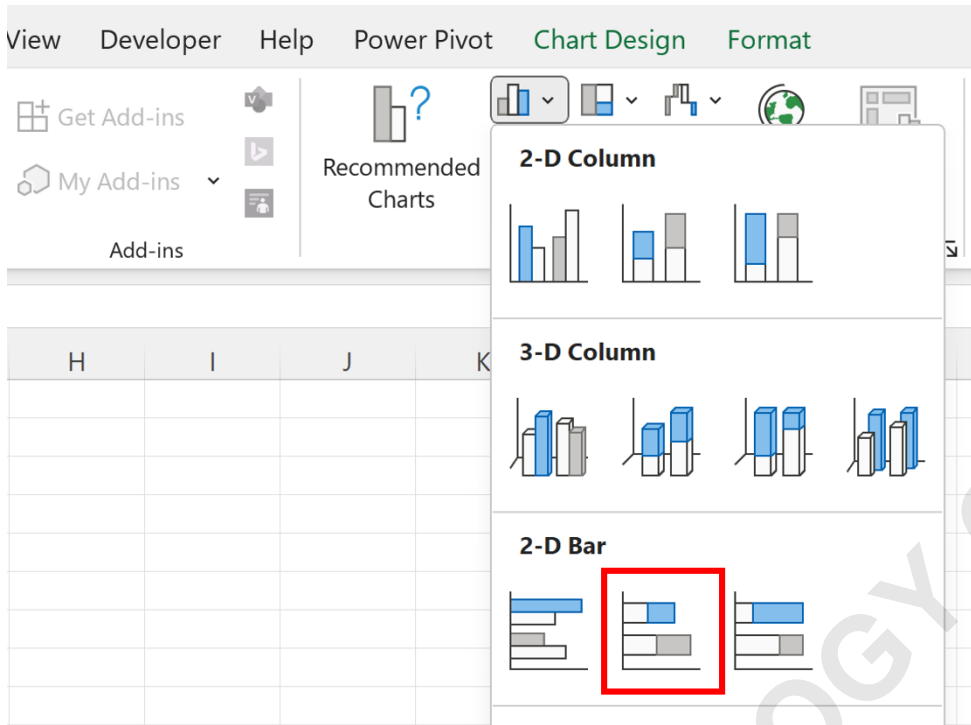 View Developer Help Power Pivot Chart Design Format
Get Add-ins
My Add-ins
Add-ins
Recommended
Charts
?
2-D Column
3-D Column
2-D Bar
H I J K
OGY